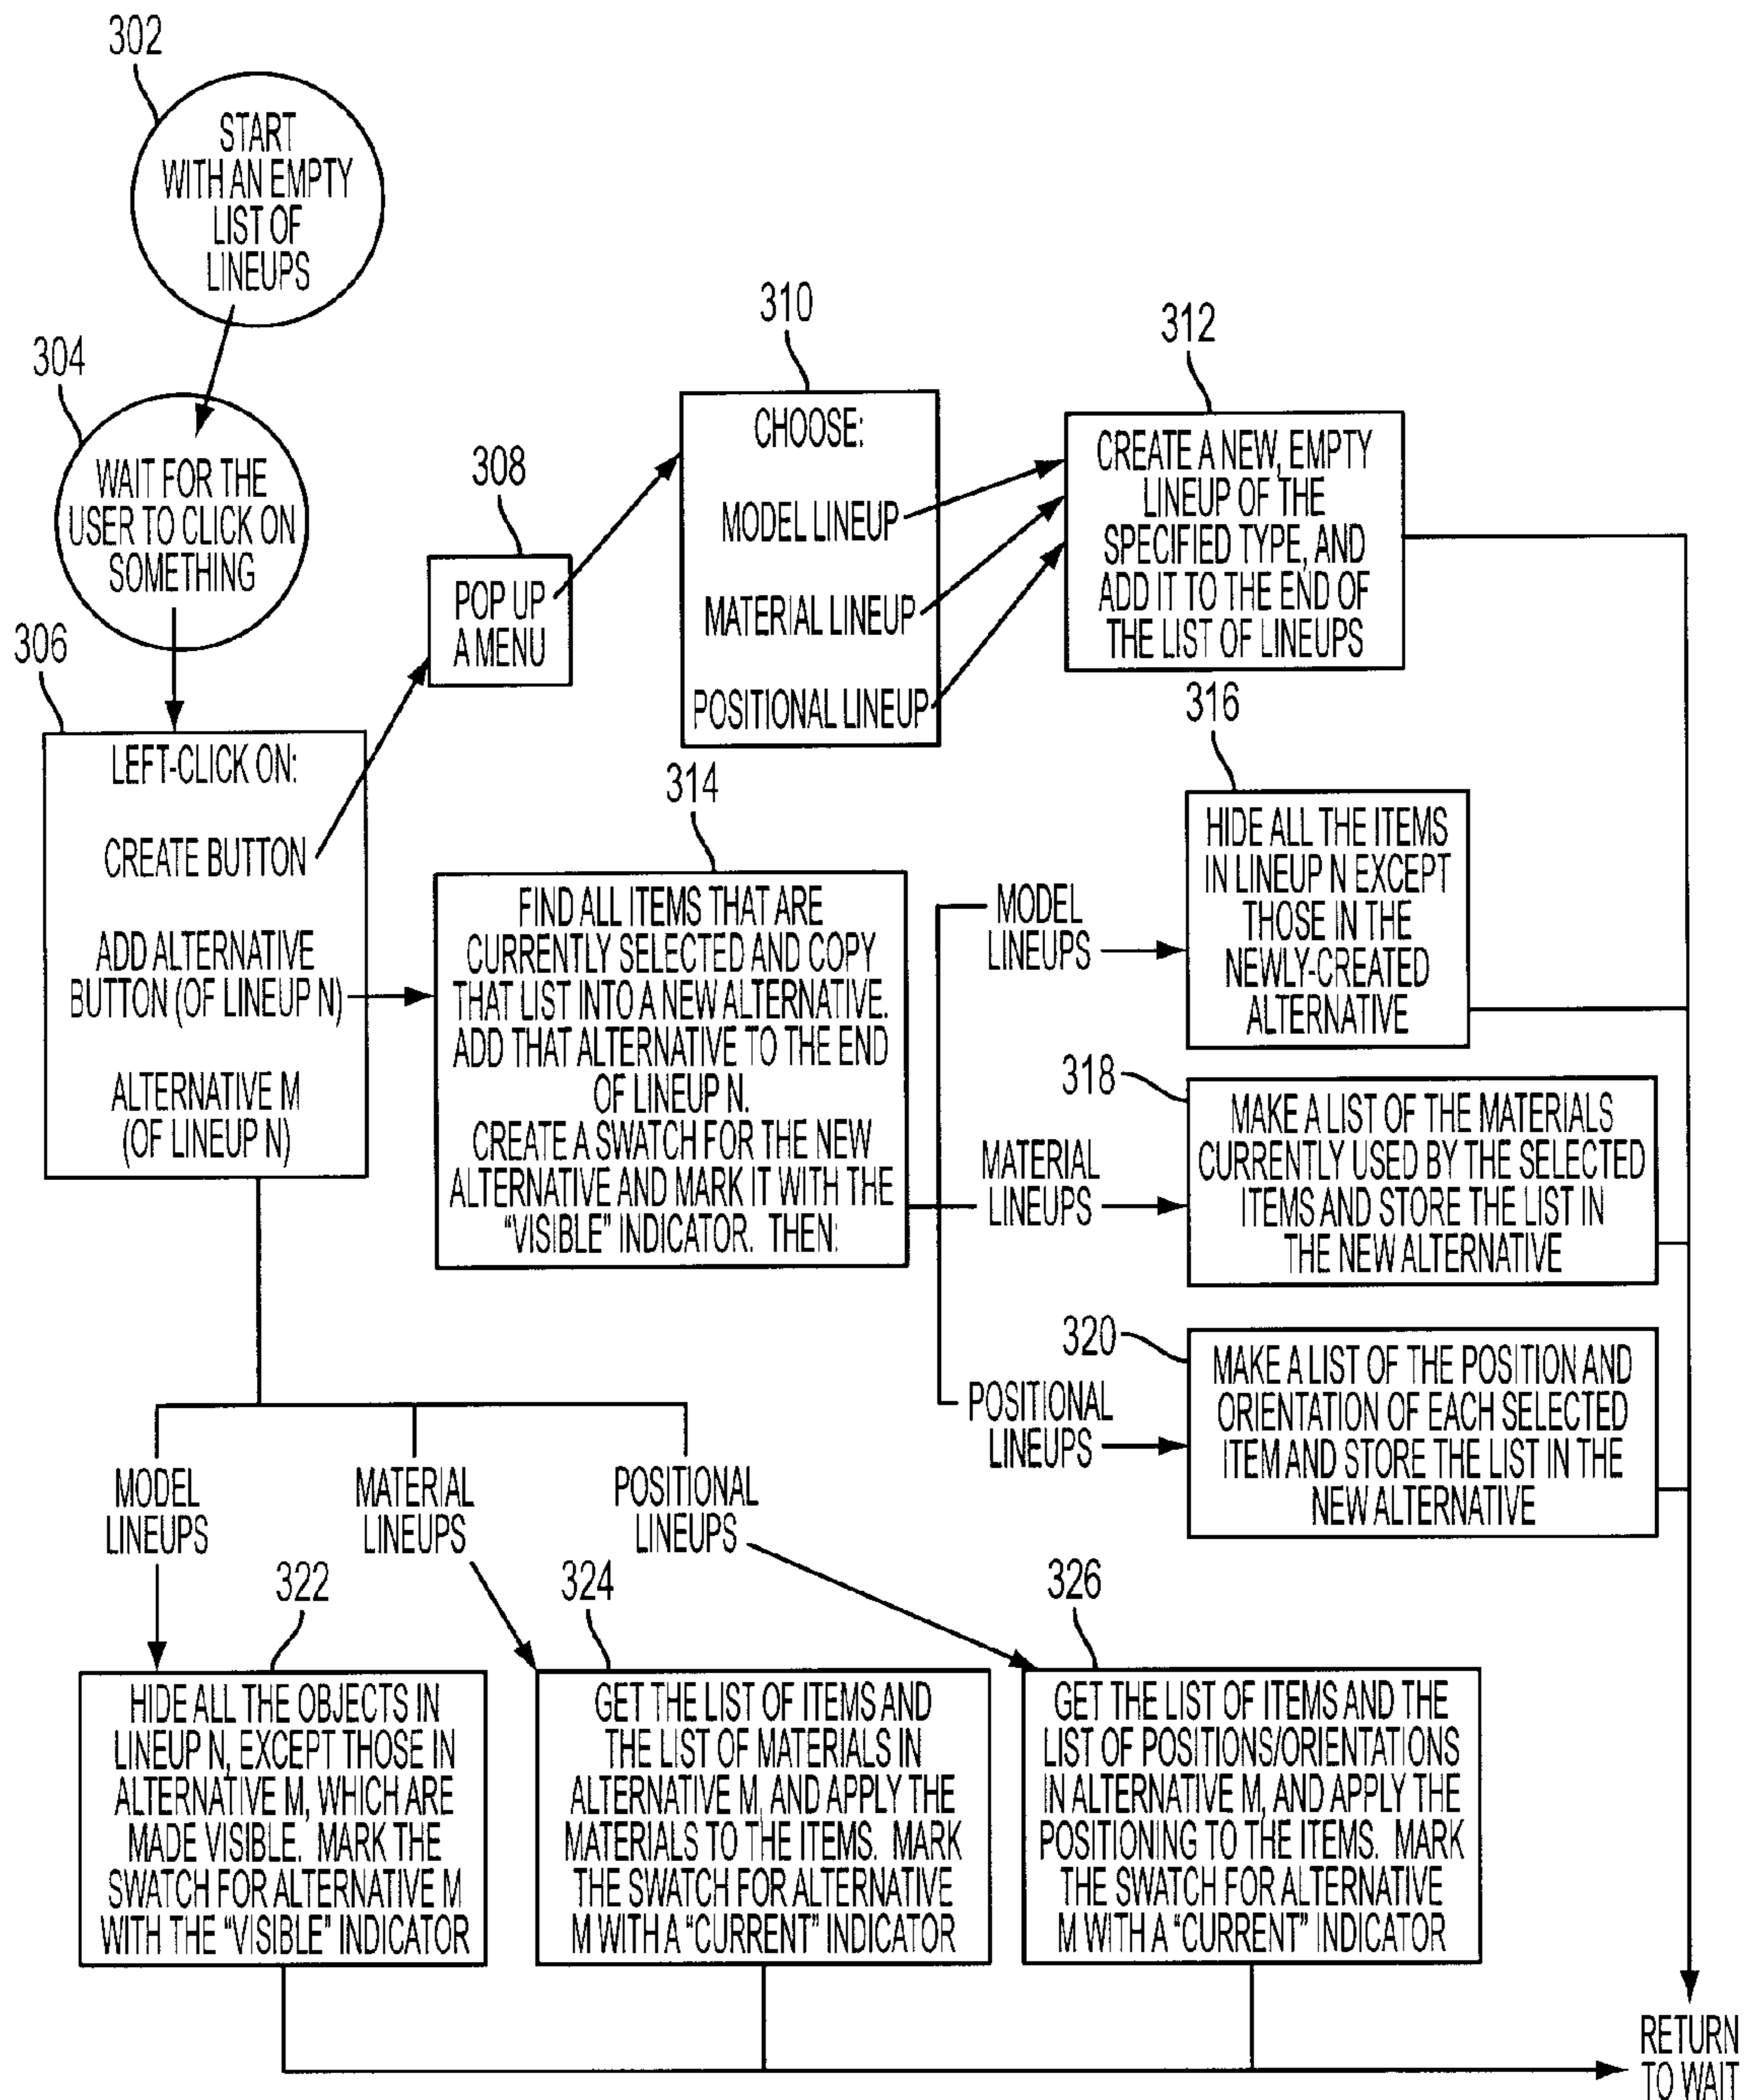 302
START
WITH AN EMPTY
LIST OF
LINEUPS
304
WAIT FOR THE
USER TO CLICK ON
SOMETHING
306
LEFT-CLICK ON:
CREATE BUTTON
ADD ALTERNATIVE
BUTTON (OF LINEUP N)
ALTERNATIVE M
(OF LINEUP N)
308
POP UP
A MENU
310
CHOOSE:
MODEL LINEUP
MATERIAL LINEUP
POSITIONAL LINEUP
312
CREATE A NEW, EMPTY
LINEUP OF THE
SPECIFIED TYPE, AND
ADD IT TO THE END OF
THE LIST OF LINEUPS
314
FIND ALL ITEMS THAT ARE
CURRENTLY SELECTED AND COPY
THAT LIST INTO A NEW ALTERNATIVE.
ADD THAT ALTERNATIVE TO THE END
OF LINEUP N.
CREATE A SWATCH FOR THE NEW
ALTERNATIVE AND MARK IT WITH THE
"VISIBLE" INDICATOR. THEN:
MODEL
LINEUPS
316
HIDE ALL THE ITEMS
IN LINEUP N EXCEPT
THOSE IN THE
NEWLY-CREATED
ALTERNATIVE
MATERIAL
LINEUPS
318
MAKE A LIST OF THE MATERIALS
CURRENTLY USED BY THE SELECTED
ITEMS AND STORE THE LIST IN
THE NEW ALTERNATIVE
POSITIONAL
LINEUPS
320
MAKE A LIST OF THE POSITION AND
ORIENTATION OF EACH SELECTED
ITEM AND STORE THE LIST IN THE
NEW ALTERNATIVE
MODEL
LINEUPS
MATERIAL
LINEUPS
POSITIONAL
LINEUPS
322
HIDE ALL THE OBJECTS IN
LINEUP N, EXCEPT THOSE IN
ALTERNATIVE M, WHICH ARE
MADE VISIBLE. MARK THE
SWATCH FOR ALTERNATIVE M
WITH THE "VISIBLE" INDICATOR
324
GET THE LIST OF ITEMS AND
THE LIST OF MATERIALS IN
ALTERNATIVE M, AND APPLY THE
MATERIALS TO THE ITEMS. MARK
THE SWATCH FOR ALTERNATIVE
M WITH A "CURRENT" INDICATOR
326
GET THE LIST OF ITEMS AND THE
LIST OF POSITIONS/ORIENTATIONS
IN ALTERNATIVE M, AND APPLY THE
POSITIONING TO THE ITEMS. MARK
THE SWATCH FOR ALTERNATIVE
M WITH A "CURRENT" INDICATOR
RETURN
TO WAIT